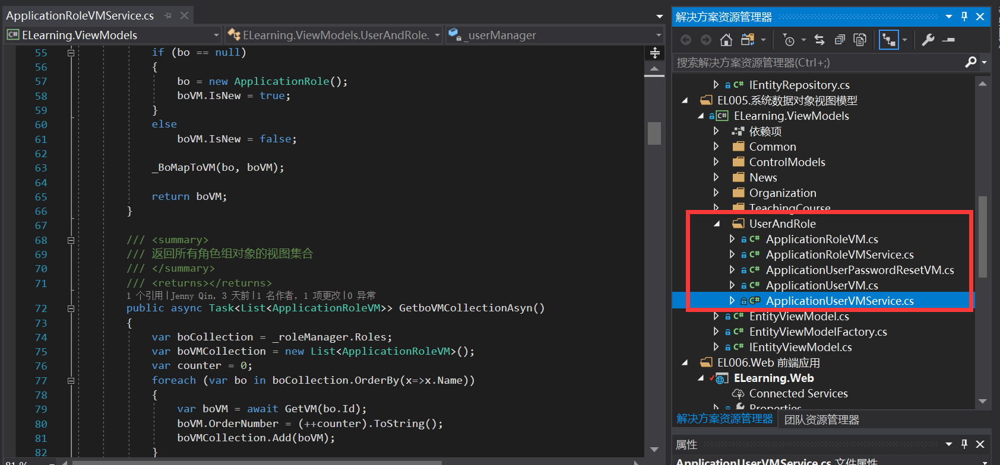 ApplicationRoleVMService.cs
ELearning.ViewModels
ELearning.ViewModels.UserAndRole.
_userManager
55 if (bo == null)
56 {
57 bo = new ApplicationRole();
58 boVM.IsNew = true;
59 }
60 else
61 boVM.IsNew = false;
62
63 _BoMapToVM(bo, boVM);
64
65 return boVM;
66 }
67
68 /// <summary>
69 /// 返回所有角色组对象的视图集合
70 /// </summary>
71 /// <returns></returns>
1 个引用|Jenny Qin, 3 天前|1 名作者, 1 项更改|0 异常
72 public async Task<List<ApplicationRoleVM>> GetboVMCollectionAsyn()
73 {
74 var boCollection = _roleManager.Roles;
75 var boVMCollection = new List<ApplicationRoleVM>();
76 var counter = 0;
77 foreach (var bo in boCollection.OrderBy(x=>x.Name))
78 {
79 var boVM = await GetVM(bo.Id);
80 boVM.OrderNumber = (++counter).ToString();
81 boVMCollection.Add(boVM);
82 }
81 %
解决方案资源管理器
搜索解决方案资源管理器(Ctrl+;)
C# IEntityRepository.cs
EL005.系统数据对象视图模型
C# ELearning.ViewModels
依赖项
Common
ControlModels
News
Organization
TeachingCourse
UserAndRole
C# ApplicationRoleVM.cs
C# ApplicationRoleVMService.cs
C# ApplicationUserPasswordResetVM.cs
C# ApplicationUserVM.cs
C# ApplicationUserVMService.cs
C# EntityViewModel.cs
C# EntityViewModelFactory.cs
C# IEntityViewModel.cs
EL006.Web 前端应用
ELearning.Web
Connected Services
Properties
解决方案资源管理器 团队资源管理器
属性
ApplicationUserVMService.cs 文件属性